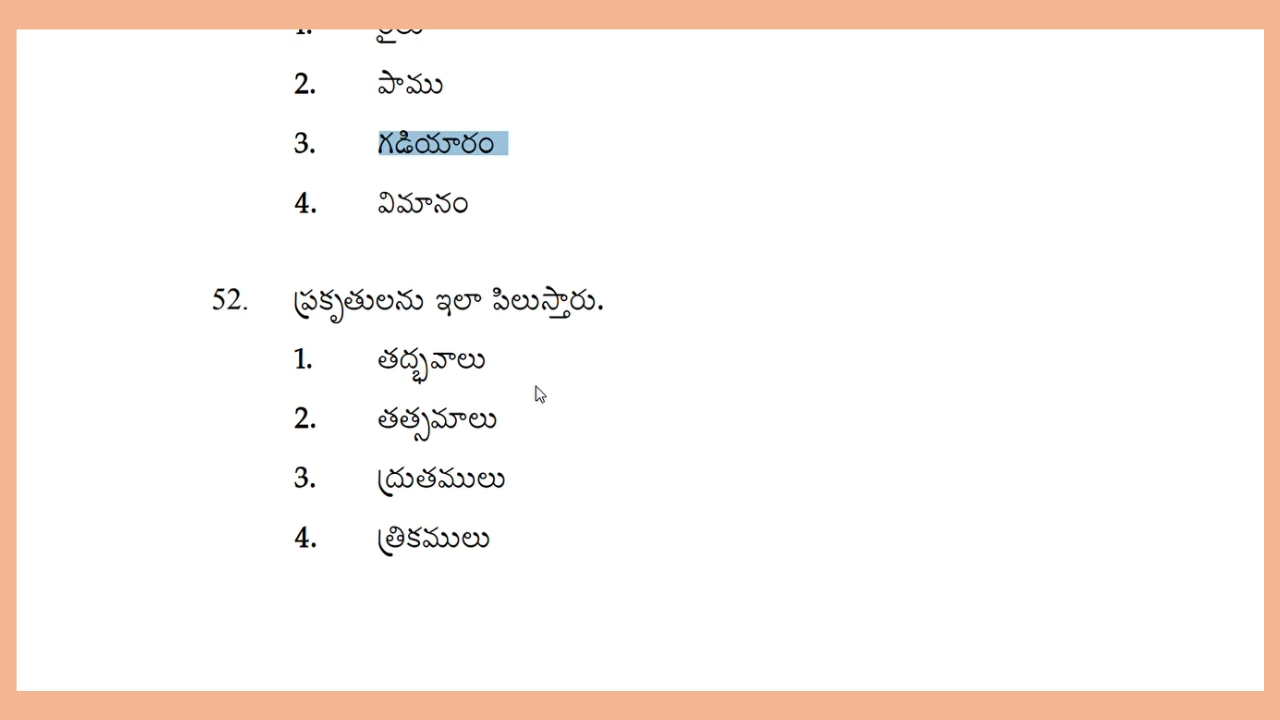 2. పాము
3. గడియారం
4. విమానం
52. ప్రకృతులను ఇలా పిలుస్తారు.
1. తద్భవాలు
2. తత్సమాలు
3. ద్రుతములు
4. త్రికములు